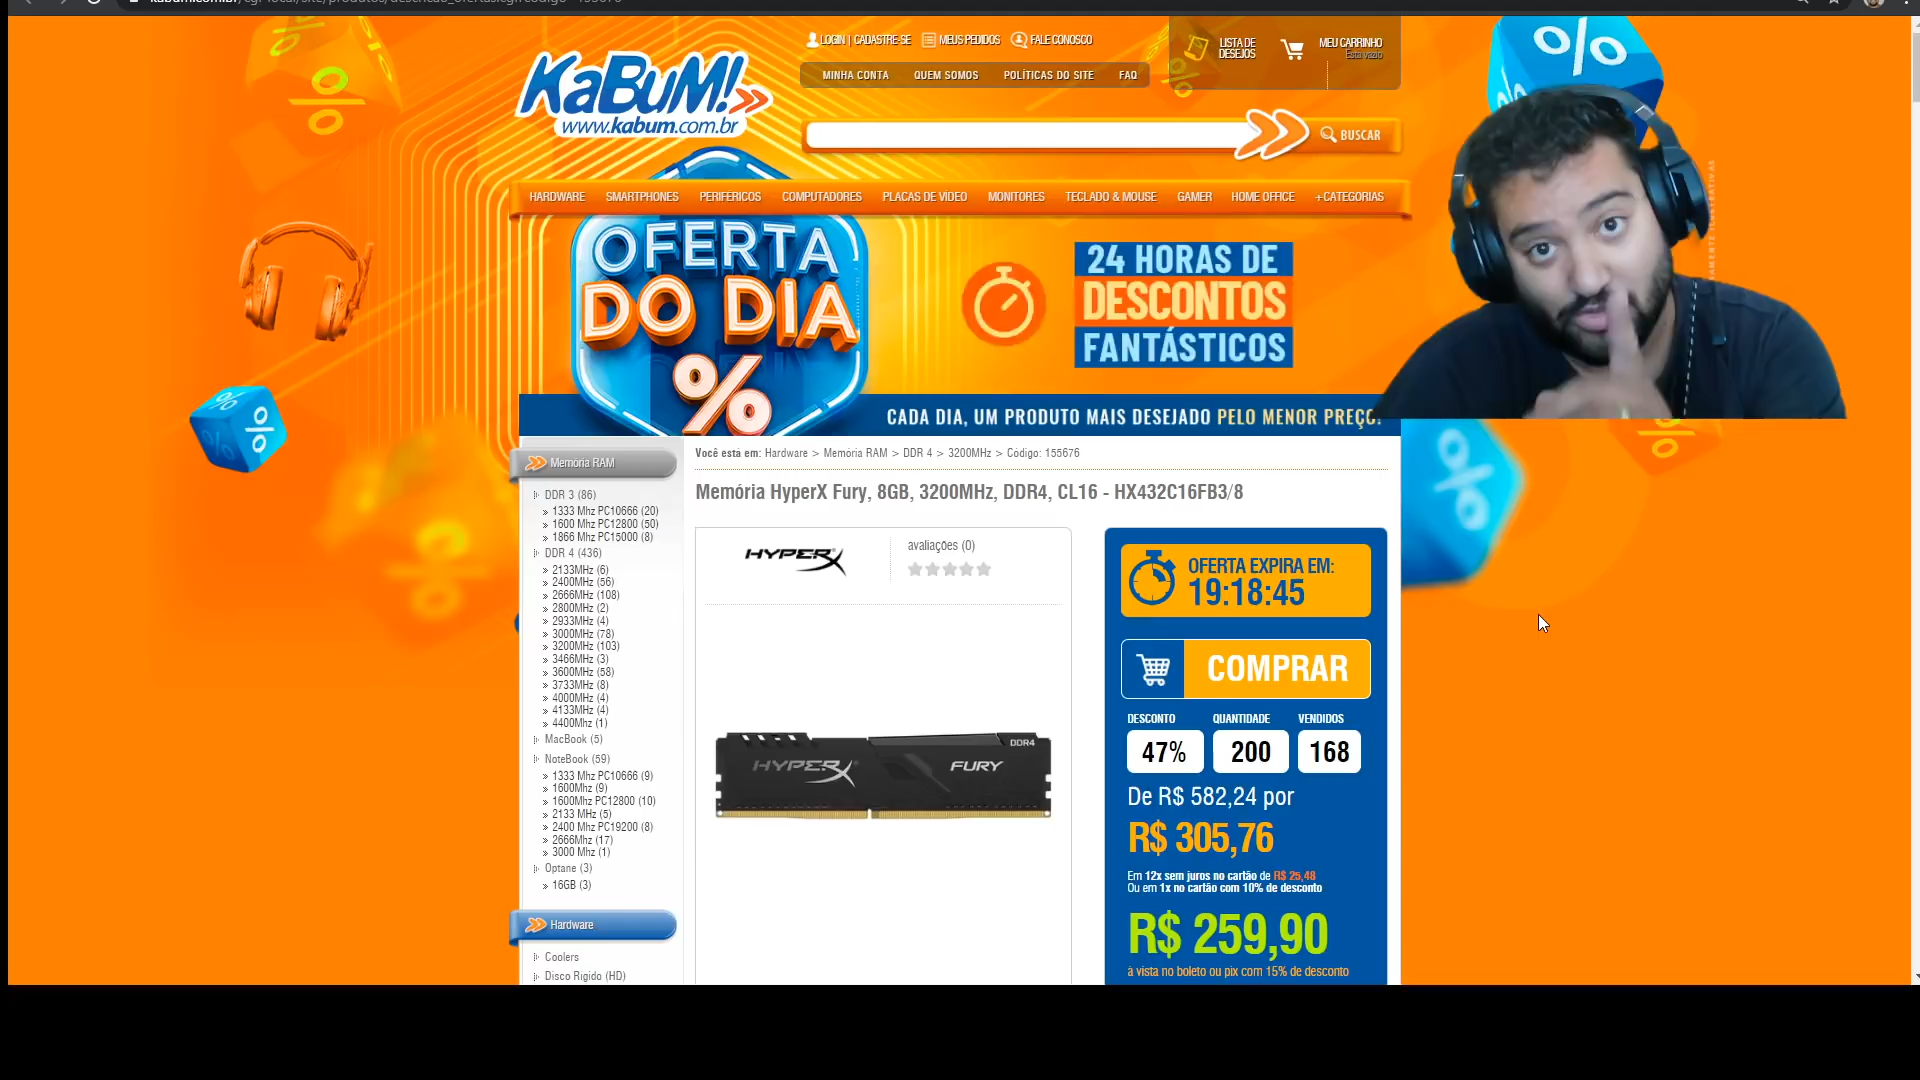 LOGIN | CADASTRE-SE MEUS PEDIDOS FALE CONOSCO
LISTA DE DESEJOS
MEU CARRINHO
Está vazio
MINHA CONTA QUEM SOMOS POLÍTICAS DO SITE FAQ
KaBuM!
www.kabum.com.br
BUSCAR
HARDWARE SMARTPHONES PERIFÉRICOS COMPUTADORES PLACAS DE VÍDEO MONITORES TECLADO & MOUSE GAMER HOME OFFICE +CATEGORIAS
OFERTA
DO DIA
%
24 HORAS DE
DESCONTOS
FANTÁSTICOS
CADA DIA, UM PRODUTO MAIS DESEJADO PELO MENOR PREÇO!
Memória RAM
DDR 3 (86)
1333 Mhz PC10666 (20)
1600 Mhz PC12800 (50)
1866 Mhz PC15000 (8)
DDR 4 (436)
2133MHz (6)
2400MHz (56)
2666MHz (108)
2800MHz (2)
2933MHz (4)
3000MHz (78)
3200MHz (103)
3466MHz (3)
3600MHz (58)
3733MHz (8)
4000MHz (4)
4133MHz (4)
4400Mhz (1)
MacBook (5)
NoteBook (59)
1333 Mhz PC10666 (9)
1600Mhz (9)
1600Mhz PC12800 (10)
2133 MHz (5)
2400 Mhz PC19200 (8)
2666Mhz (17)
3000 Mhz (1)
Optane (3)
16GB (3)
Hardware
Coolers
Disco Rígido (HD)
Você está em: Hardware > Memória RAM > DDR 4 > 3200MHz > Código: 155676
Memória HyperX Fury, 8GB, 3200MHz, DDR4, CL16 - HX432C16FB3/8
HYPERX
avaliações (0)
DDR4
HYPERX FURY
OFERTA EXPIRA EM:
19:18:45
COMPRAR
DESCONTO QUANTIDADE VENDIDOS
47% 200 168
De R$ 582,24 por
R$ 305,76
Em 12x sem juros no cartão de R$ 25,48
Ou em 1x no cartão com 10% de desconto
R$ 259,90
à vista no boleto ou pix com 15% de desconto